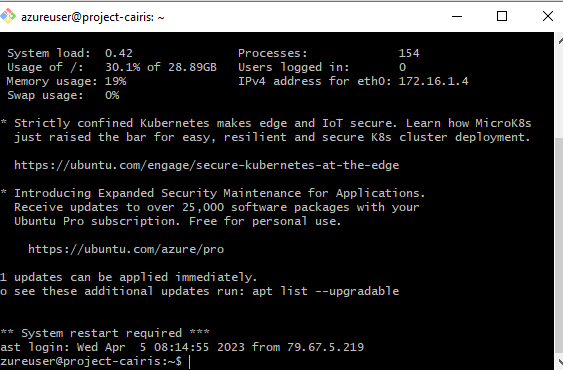 azureuser@project-cairis: ~
System load: 0.42 Processes: 154
Usage of /: 30.1% of 28.89GB Users logged in: 0
Memory usage: 19% IPv4 address for eth0: 172.16.1.4
Swap usage: 0%
* Strictly confined Kubernetes makes edge and IoT secure. Learn how MicroK8s
just raised the bar for easy, resilient and secure K8s cluster deployment.
https://ubuntu.com/engage/secure-kubernetes-at-the-edge
* Introducing Expanded Security Maintenance for Applications.
Receive updates to over 25,000 software packages with your
Ubuntu Pro subscription. Free for personal use.
https://ubuntu.com/azure/pro
1 updates can be applied immediately.
o see these additional updates run: apt list --upgradable
** System restart required ***
ast login: Wed Apr  5 08:14:55 2023 from 79.67.5.219
zureuser@project-cairis:~$